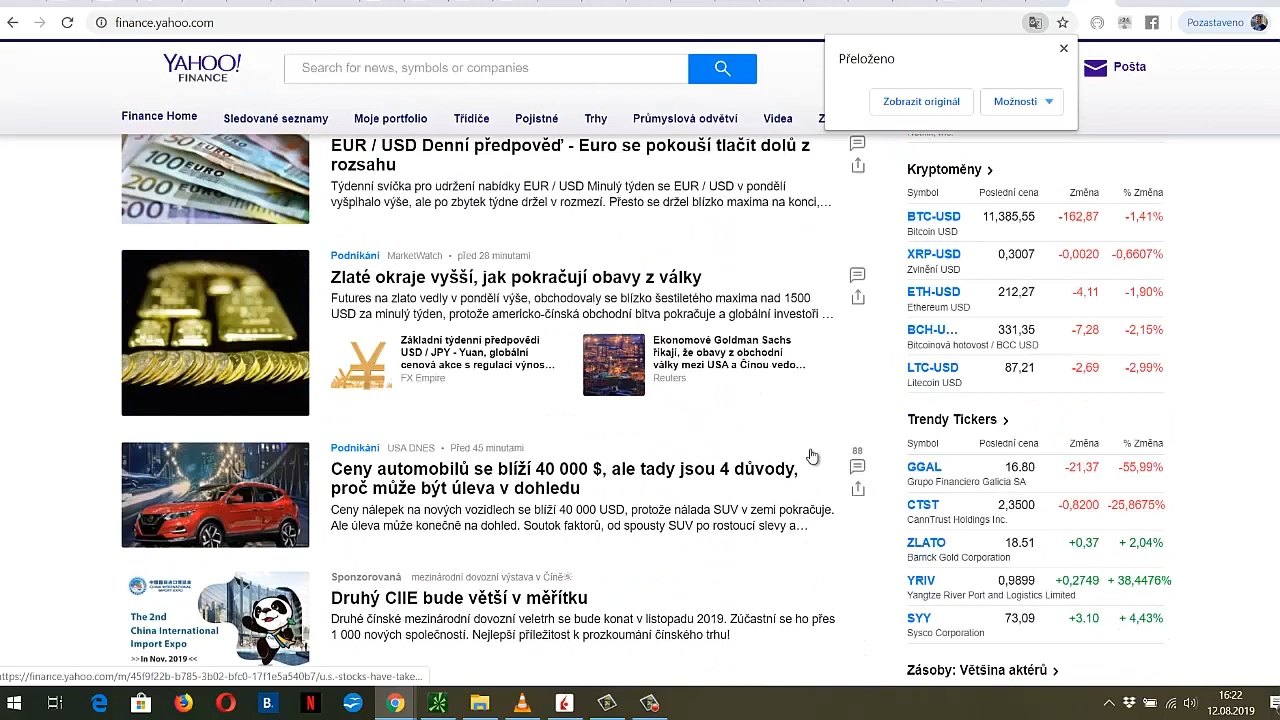 finance.yahoo.com
Pozastaveno
YAHOO!
FINANCE
Search for news, symbols or companies
Přeloženo
Zobrazit originál
Možnosti
Pošta
Finance Home
Sledované seznamy
Moje portfolio
Třídiče
Pojistné
Trhy
Průmyslová odvětví
Videa
EUR / USD Denní předpověď - Euro se pokouší tlačit dolů z
rozsahu
Týdenní svíčka pro udržení nabídky EUR / USD Minulý týden se EUR / USD v pondělí
vyšplhalo výše, ale po zbytek týdne držel v rozmezí. Přesto se držel blízko maxima na konci,...
Podnikání MarketWatch • před 28 minutami
Zlaté okraje vyšší, jak pokračují obavy z války
Futures na zlato vedly v pondělí výše, obchodovaly se blízko šestiletého maxima nad 1500
USD za minulý týden, protože americko-čínská obchodní bitva pokračuje a globální investoři ...
Základní týdenní předpovědi
USD / JPY - Yuan, globální
cenová akce s regulací výnos...
FX Empire
Ekonomové Goldman Sachs
říkají, že obavy z obchodní
války mezi USA a Čínou vedo...
Reuters
Podnikání USA DNES • Před 45 minutami
Ceny automobilů se blíží 40 000 $, ale tady jsou 4 důvody,
proč může být úleva v dohledu
Ceny nálepek na nových vozidlech se blíží 40 000 USD, protože nálada SUV v zemi pokračuje.
Ale úleva může konečně na dohled. Soutok faktorů, od spousty SUV po rostoucí slevy a...
88
The 2nd
China International
Import Expo
>> In Nov. 2019 <<
Sponzorovaná mezinárodní dovozní výstava v Číně
Druhý CIIE bude větší v měřítku
Druhé čínské mezinárodní dovozní veletrh se bude konat v listopadu 2019. Zúčastní se ho přes
1 000 nových společností. Nejlepší příležitost k prozkoumání čínského trhu!
Kryptoměny
Symbol Poslední cena Změna % Změna
BTC-USD 11,385,55 -162,87 -1,41%
Bitcoin USD
XRP-USD 0,3007 -0,0020 -0,6607%
Zvlnění USD
ETH-USD 212,27 -4,11 -1,90%
Ethereum USD
BCH-U... 331,35 -7,28 -2,15%
Bitcoinová hotovost / BCC USD
LTC-USD 87,21 -2,69 -2,99%
Litecoin USD
Trendy Tickers
Symbol Poslední cena Změna % Změna
GGAL 16.80 -21,37 -55,99%
Grupo Financiero Galicia SA
CTST 2,3500 -0,8200 -25,8675%
CannTrust Holdings Inc.
ZLATO 18.51 +0,37 + 2,04%
Barrick Gold Corporation
YRIV 0,9899 +0,2749 + 38,4476%
Yangtze River Port and Logistics Limited
SYY 73,09 +3.10 + 4,43%
Sysco Corporation
Zásoby: Většina aktérů
https://finance.yahoo.com/m/45f9f22b-b785-3b02-bfc0-17f1e5a540b7/u.s.-stocks-have-take...
16:22
12.08.2019